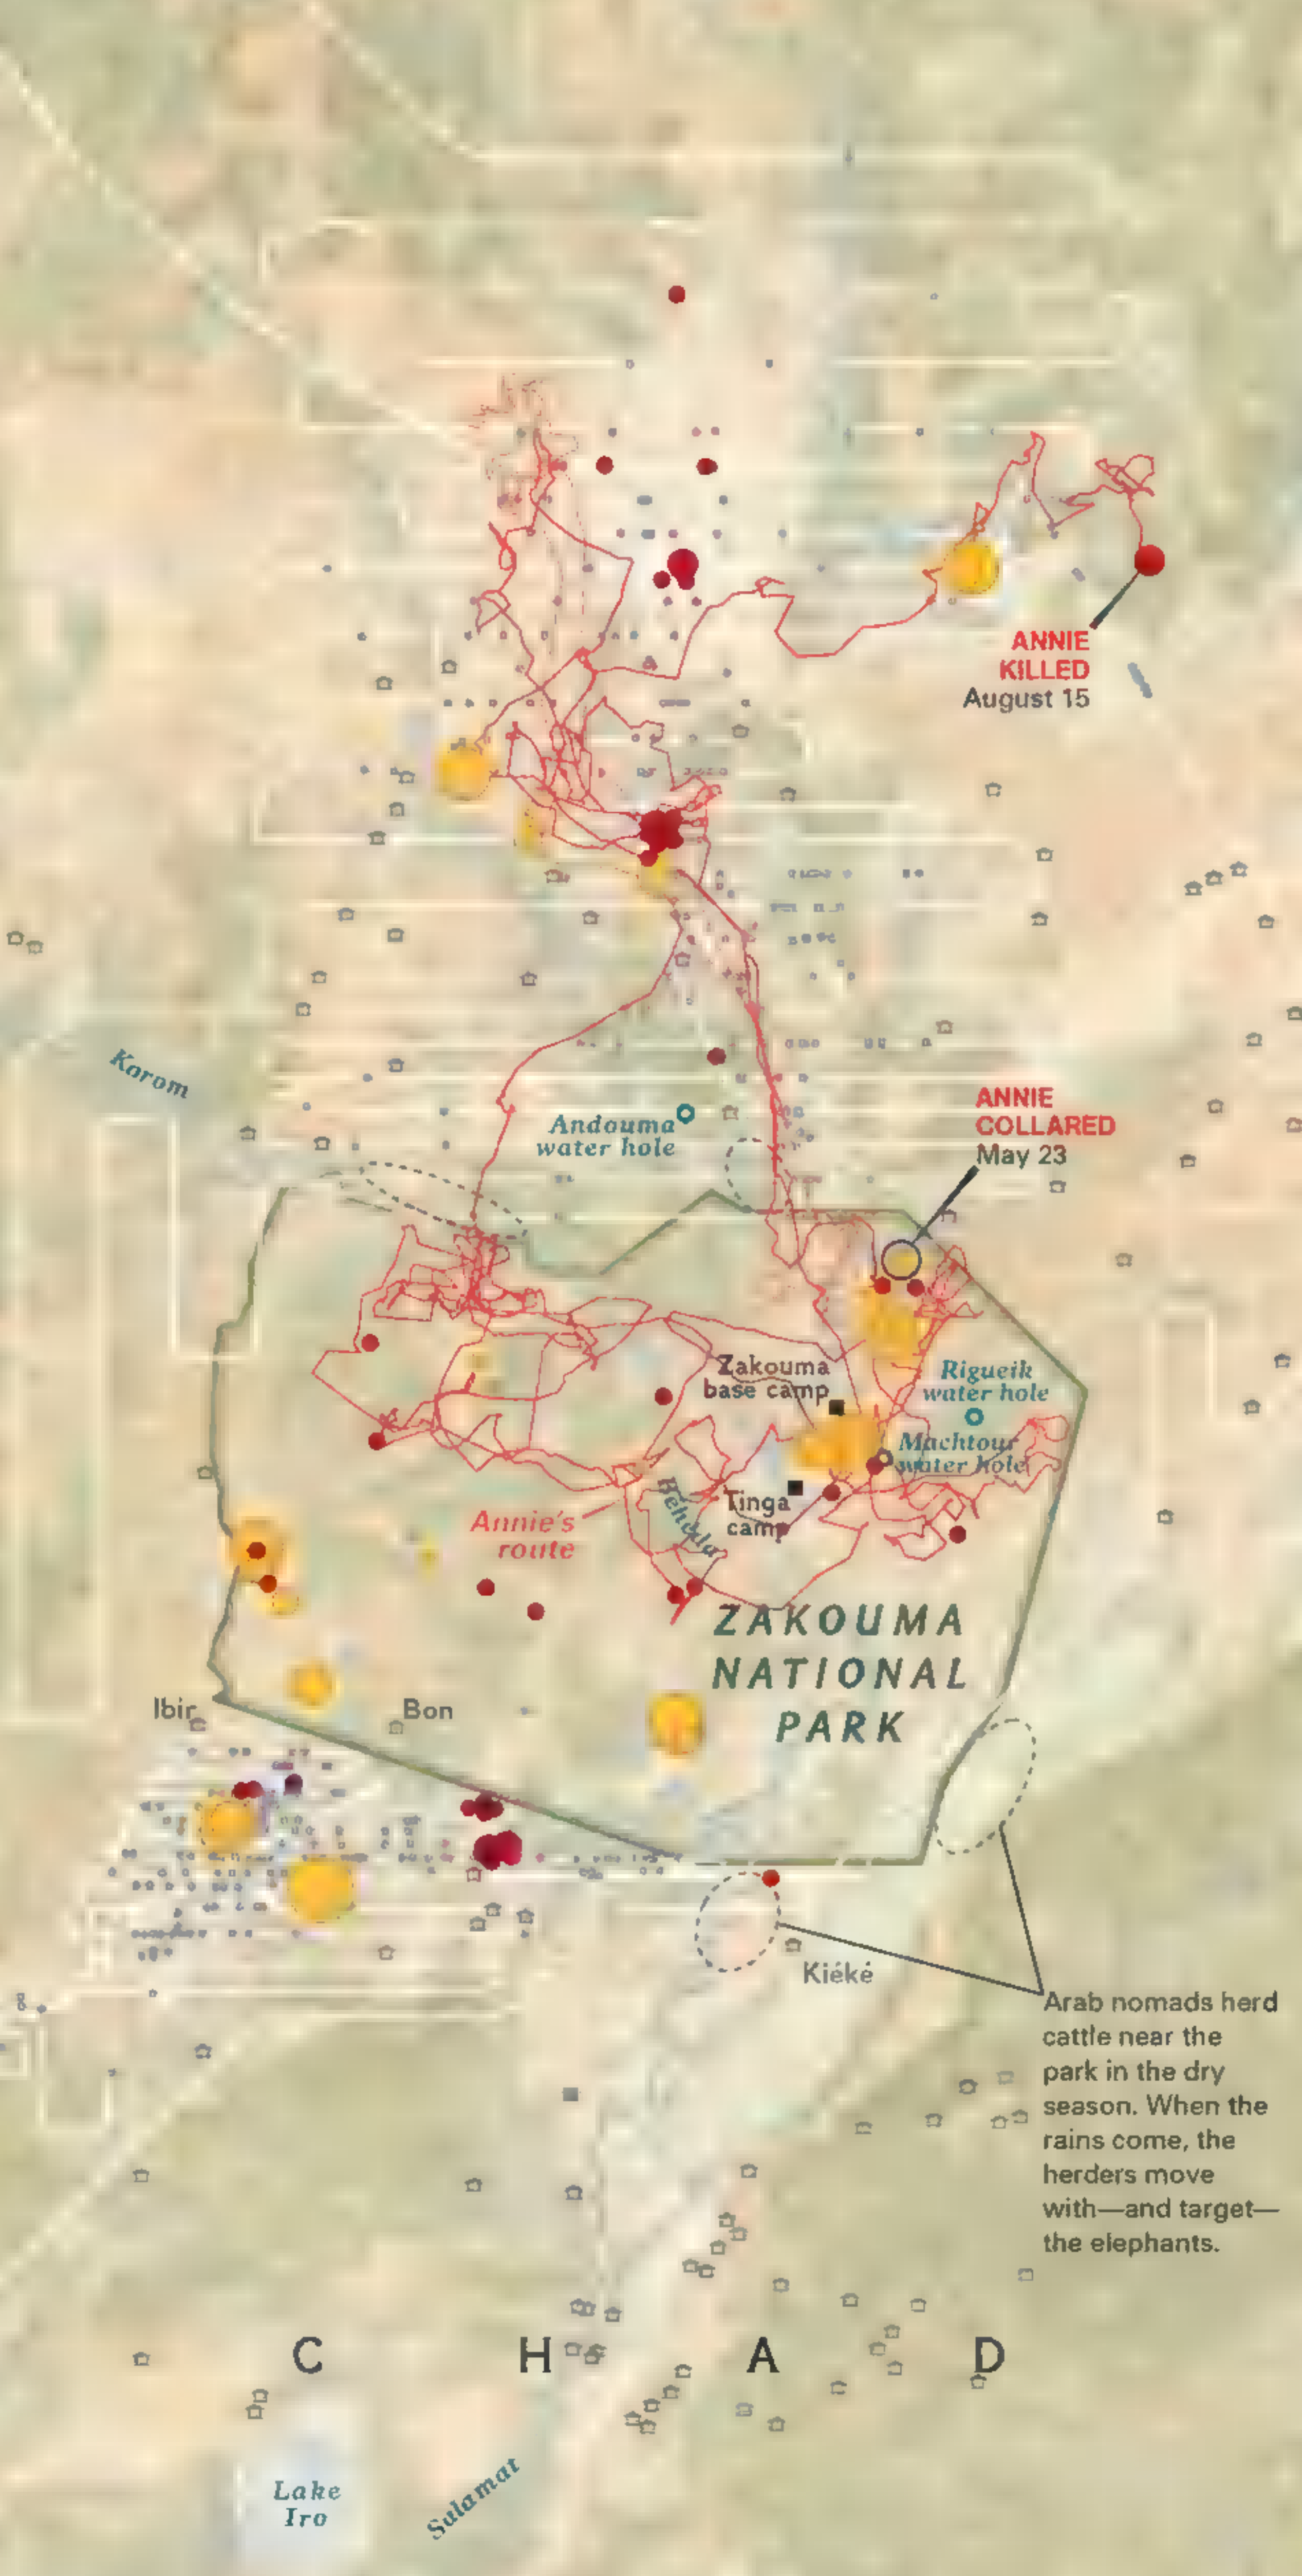 ANNIE
KILLED
August 15
Korom
ANNIE
COLLARED
May 23
Andouma
water hole
Zakouma
base camp
Rigueik
water hole
Machtour
water hole
Tinga
camp
Annie's
route
ZAKOUMA
NATIONAL
PARK
Ibir
Bon
Kiéké
Arab nomads herd
cattle near the
park in the dry
season. When the
rains come, the
herders move
with—and target—
the elephants.
C H A D
Lake
Iro
Salamat